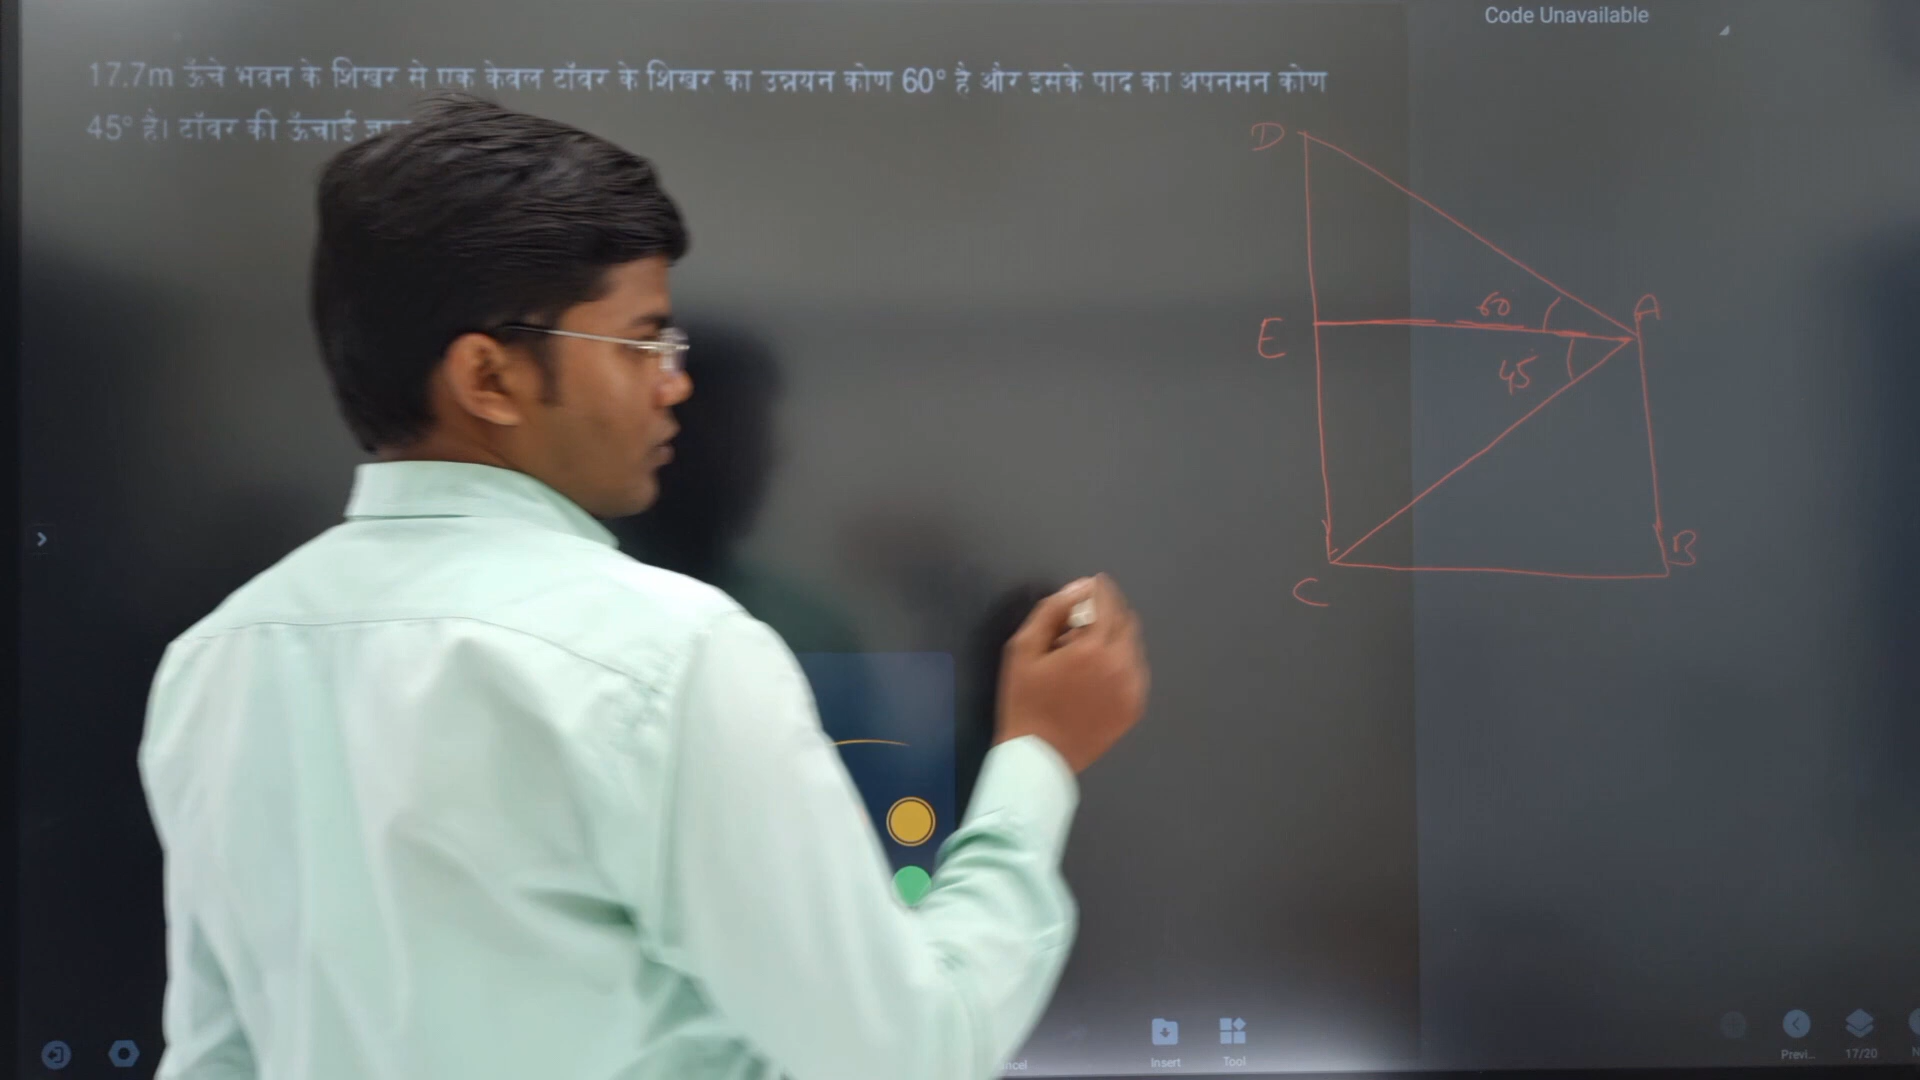 Code Unavailable
17.7m ऊँचे भवन के शिखर से एक केबल टॉवर के शिखर का उन्नयन कोण 60° है और इसके पाद का अपनमन कोण
45° है। टॉवर की ऊँचाई
D
60
A
E
45
B
C
Insert
Tool
Previ...
17/20